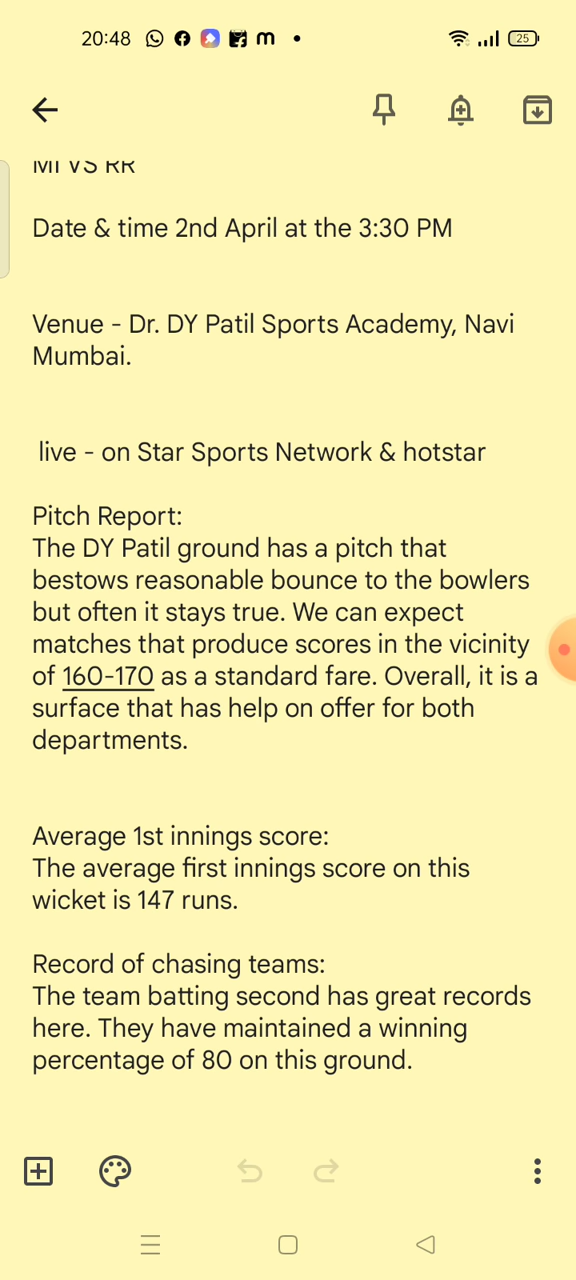 20:48
25
MI VS RR
Date & time 2nd April at the 3:30 PM
Venue - Dr. DY Patil Sports Academy, Navi
Mumbai.
live - on Star Sports Network & hotstar
Pitch Report:
The DY Patil ground has a pitch that
bestows reasonable bounce to the bowlers
but often it stays true. We can expect
matches that produce scores in the vicinity
of 160-170 as a standard fare. Overall, it is a
surface that has help on offer for both
departments.
Average 1st innings score:
The average first innings score on this
wicket is 147 runs.
Record of chasing teams:
The team batting second has great records
here. They have maintained a winning
percentage of 80 on this ground.